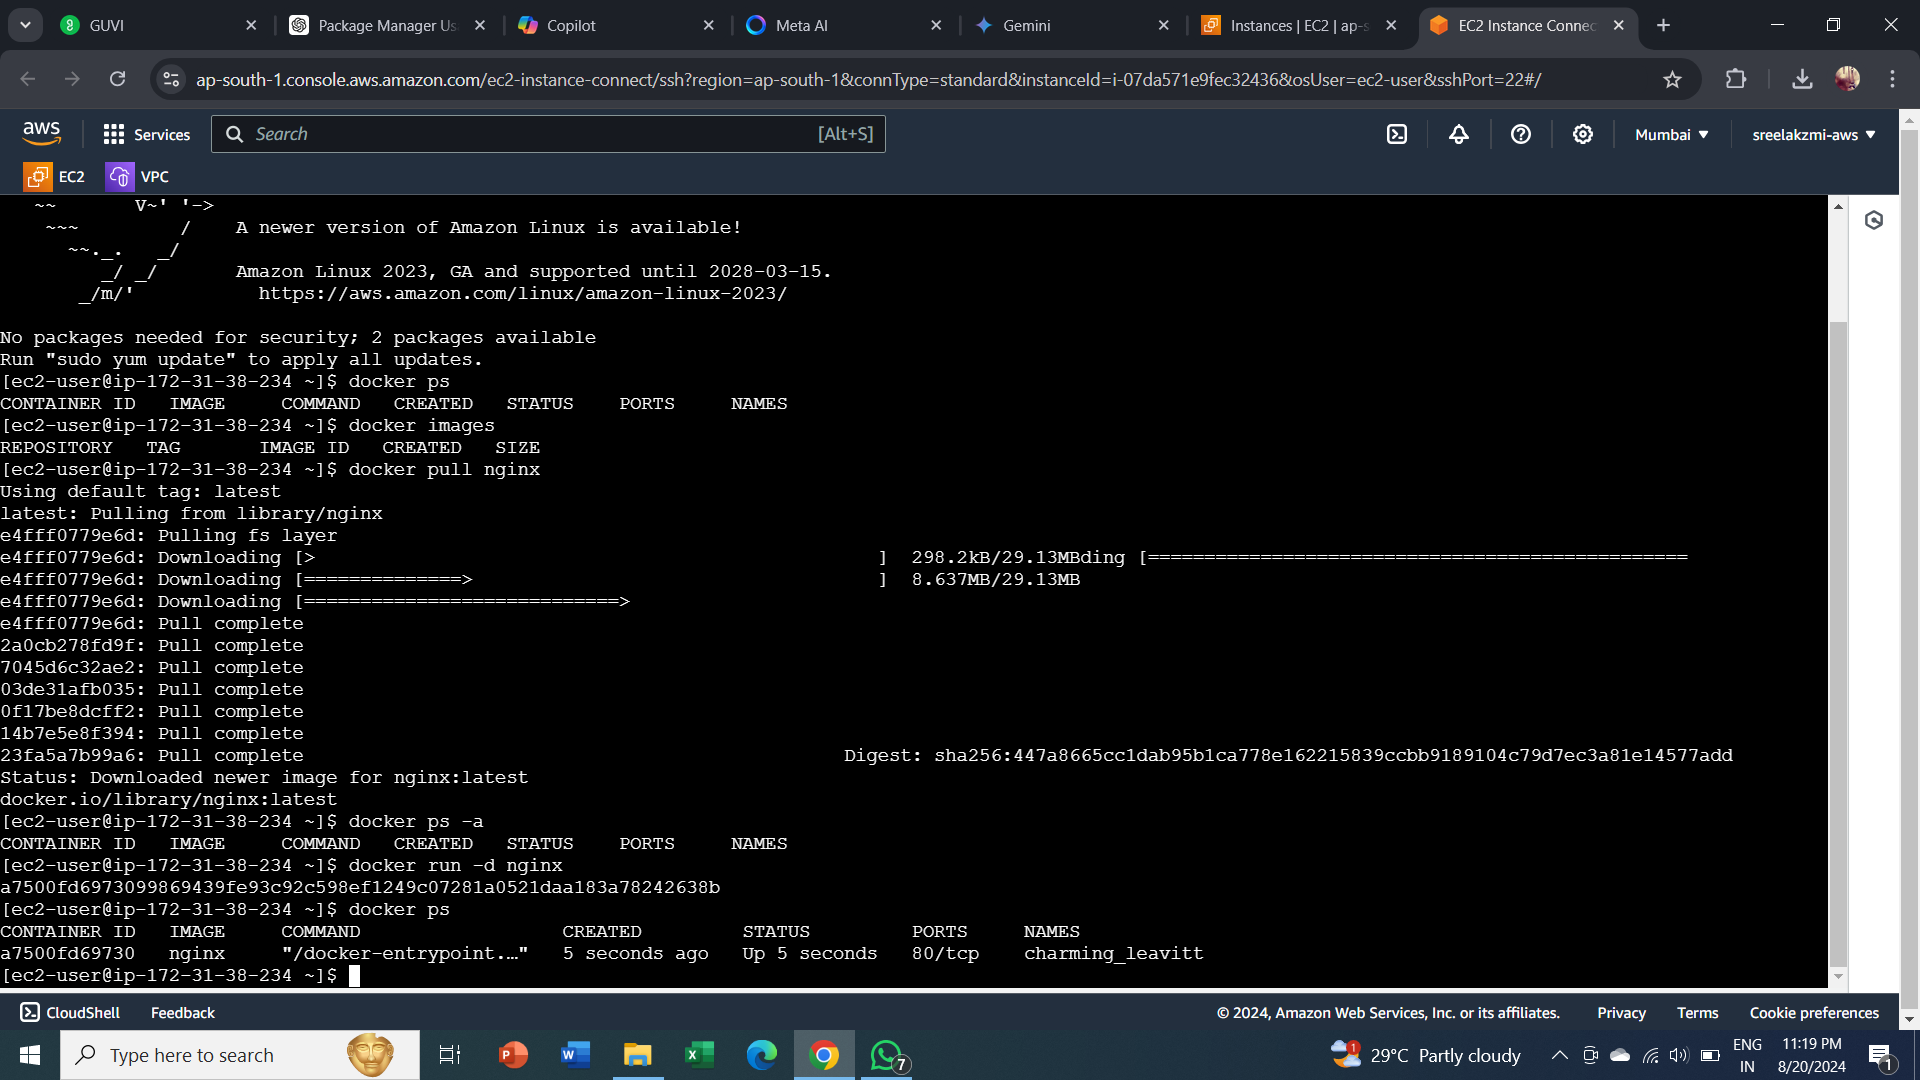 GUVI
Package Manager Us
Copilot
Meta AI
Gemini
Instances | EC2 | ap-s
EC2 Instance Connec
ap-south-1.console.aws.amazon.com/ec2-instance-connect/ssh?region=ap-south-1&connType=standard&instanceId=i-07da571e9fec32436&osUser=ec2-user&sshPort=22#/
aws
Services
Search [Alt+S]
Mumbai
sreelakzmi-aws
EC2
VPC
~~       V~' '->
~~~         /    A newer version of Amazon Linux is available!
~~._.   _/
_/ _/       Amazon Linux 2023, GA and supported until 2028-03-15.
_/m/'           https://aws.amazon.com/linux/amazon-linux-2023/
No packages needed for security; 2 packages available
Run "sudo yum update" to apply all updates.
[ec2-user@ip-172-31-38-234 ~]$ docker ps
CONTAINER ID   IMAGE     COMMAND   CREATED   STATUS    PORTS     NAMES
[ec2-user@ip-172-31-38-234 ~]$ docker images
REPOSITORY   TAG       IMAGE ID   CREATED   SIZE
[ec2-user@ip-172-31-38-234 ~]$ docker pull nginx
Using default tag: latest
latest: Pulling from library/nginx
e4fff0779e6d: Pulling fs layer
e4fff0779e6d: Downloading [>                                                  ]  298.2kB/29.13MBding [================================================
e4fff0779e6d: Downloading [==============>                                    ]  8.637MB/29.13MB
e4fff0779e6d: Downloading [============================>
e4fff0779e6d: Pull complete
2a0cb278fd9f: Pull complete
7045d6c32ae2: Pull complete
03de31afb035: Pull complete
0f17be8dcff2: Pull complete
14b7e5e8f394: Pull complete
23fa5a7b99a6: Pull complete                                                Digest: sha256:447a8665cc1dab95b1ca778e162215839ccbb9189104c79d7ec3a81e14577add
Status: Downloaded newer image for nginx:latest
docker.io/library/nginx:latest
[ec2-user@ip-172-31-38-234 ~]$ docker ps -a
CONTAINER ID   IMAGE     COMMAND   CREATED   STATUS    PORTS     NAMES
[ec2-user@ip-172-31-38-234 ~]$ docker run -d nginx
a7500fd6973099869439fe93c92c598ef1249c07281a0521daa183a78242638b
[ec2-user@ip-172-31-38-234 ~]$ docker ps
CONTAINER ID   IMAGE     COMMAND                  CREATED         STATUS         PORTS     NAMES
a7500fd69730   nginx     "/docker-entrypoint.…"   5 seconds ago   Up 5 seconds   80/tcp    charming_leavitt
[ec2-user@ip-172-31-38-234 ~]$
CloudShell
Feedback
© 2024, Amazon Web Services, Inc. or its affiliates.
Privacy
Terms
Cookie preferences
Type here to search
7
1
29°C Partly cloudy
ENG
IN
11:19 PM
8/20/2024
1